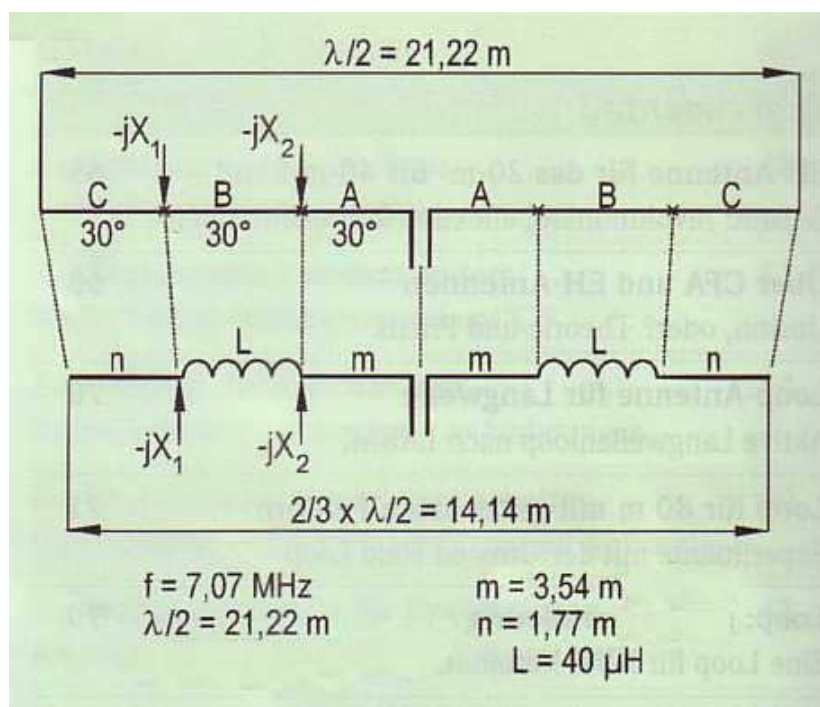 λ/2 = 21,22 m
-jX1 -jX2
C B A A B C
30° 30° 30°
n L m m L n
-jX1 -jX2
2/3 x λ/2 = 14,14 m
f = 7,07 MHz
λ/2 = 21,22 m
m = 3,54 m
n = 1,77 m
L = 40 µH